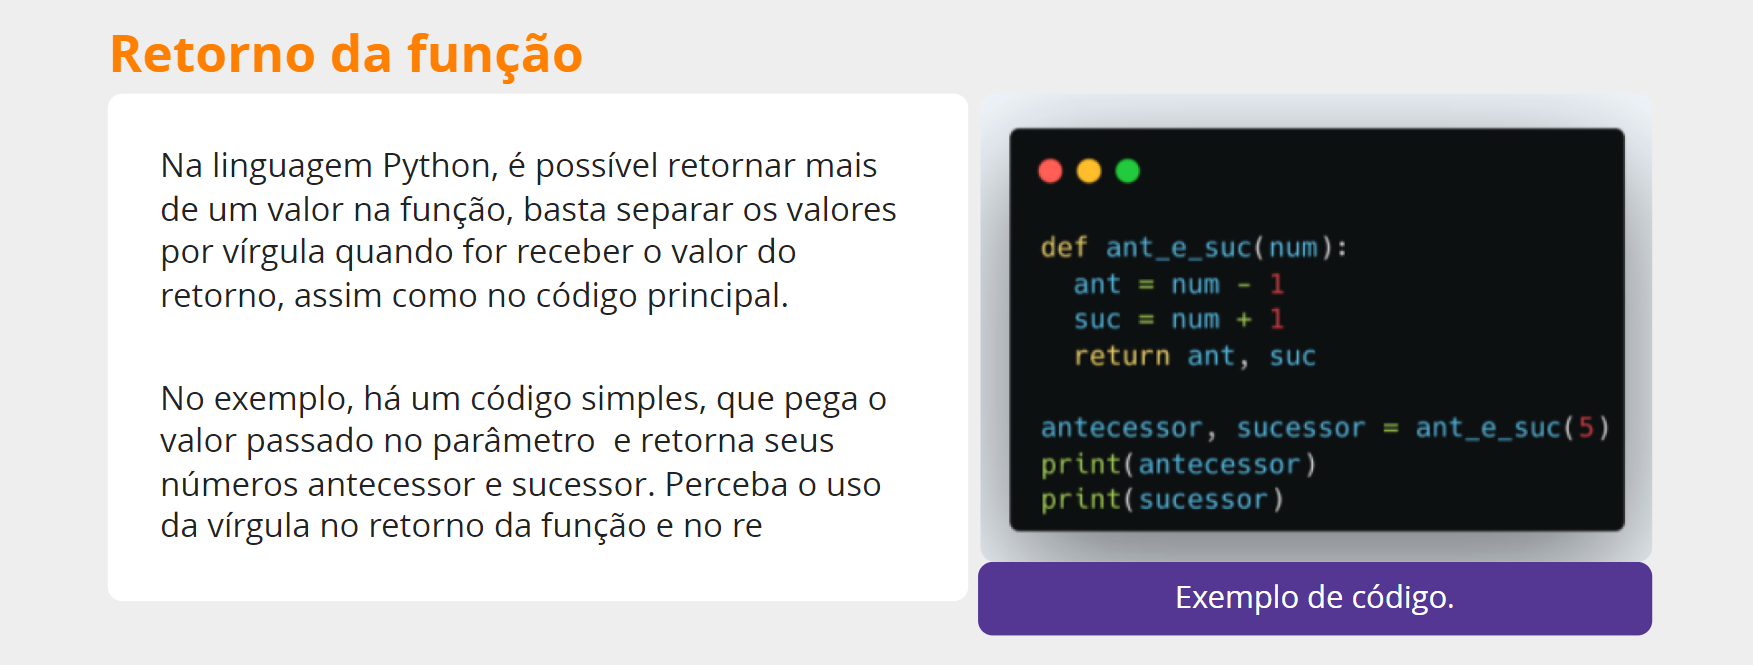 Retorno da função
Na linguagem Python, é possível retornar mais
de um valor na função, basta separar os valores
por vírgula quando for receber o valor do
retorno, assim como no código principal.
No exemplo, há um código simples, que pega o
valor passado no parâmetro  e retorna seus
números antecessor e sucessor. Perceba o uso
da vírgula no retorno da função e no re
def ant_e_suc(num):
  ant = num - 1
  suc = num + 1
  return ant, suc
antecessor, sucessor = ant_e_suc(5)
print(antecessor)
print(sucessor)
Exemplo de código.